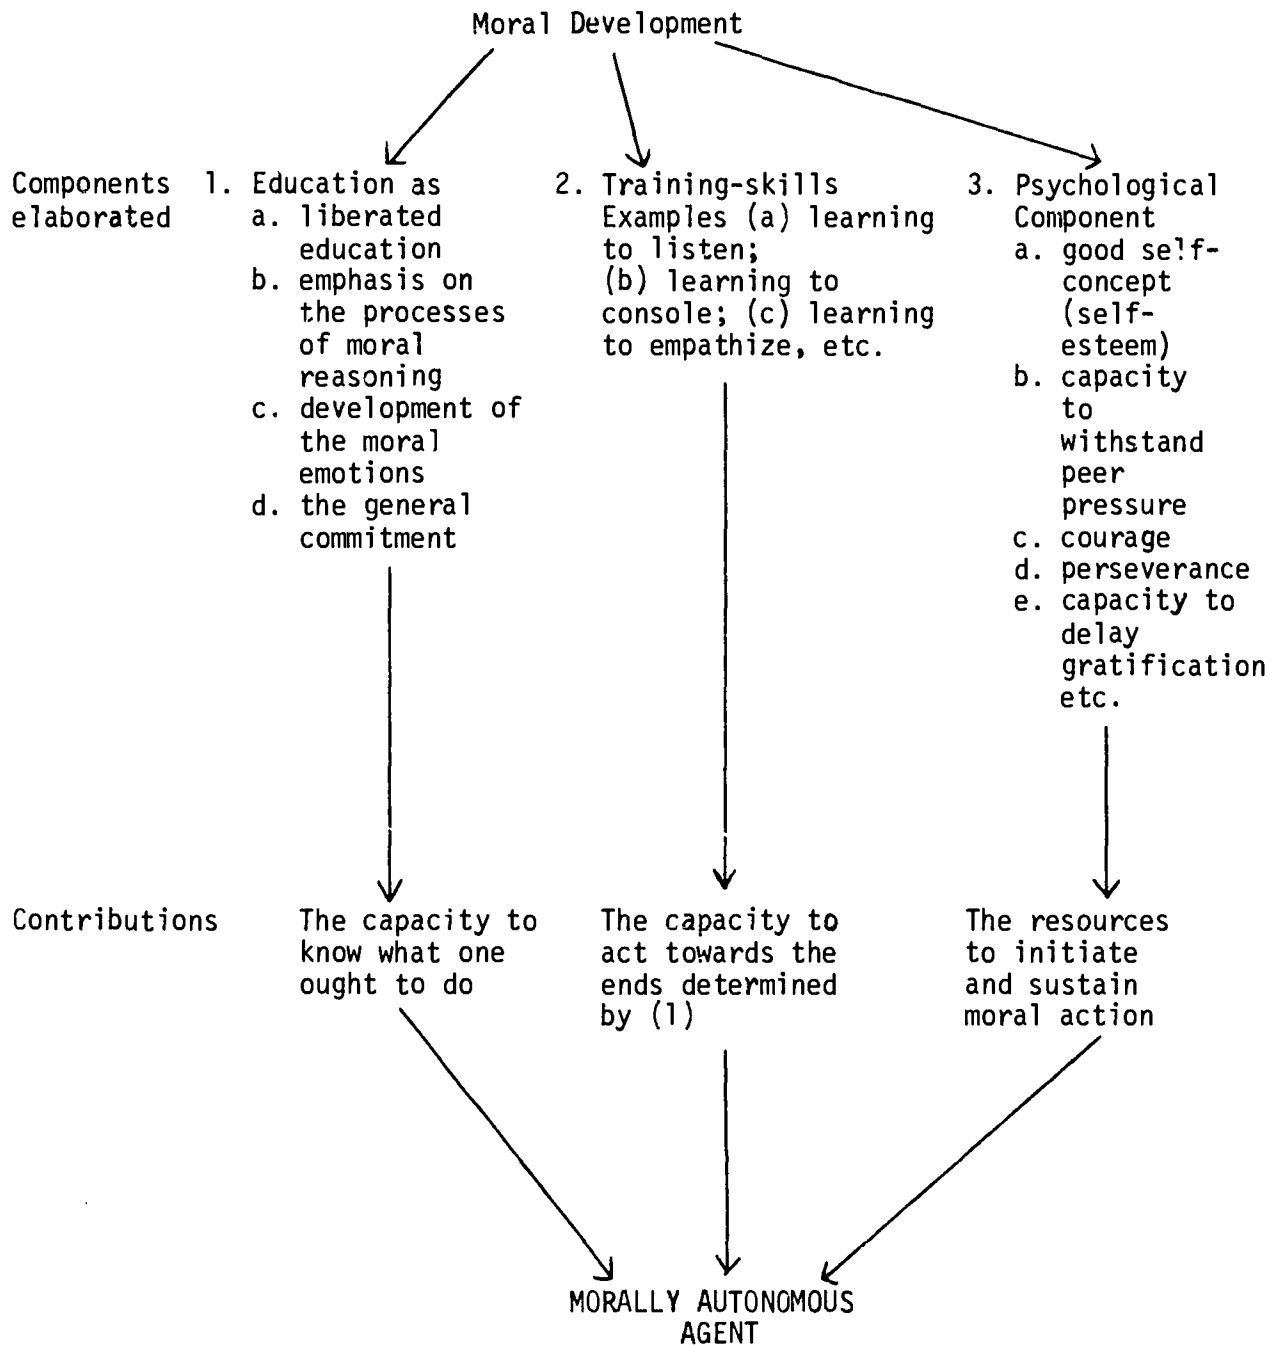 Moral Development
Components elaborated
1. Education as
a. liberated
education
b. emphasis on
the processes
of moral
reasoning
c. development of
the moral
emotions
d. the general
commitment
2. Training-skills
Examples (a) learning
to listen;
(b) learning to
console; (c) learning
to empathize, etc.
3. Psychological
Component
a. good self-
concept
(self-
esteem)
b. capacity
to
withstand
peer
pressure
c. courage
d. perseverance
e. capacity to
delay
gratification
etc.
Contributions
The capacity to
know what one
ought to do
The capacity to
act towards the
ends determined
by (1)
The resources
to initiate
and sustain
moral action
MORALLY AUTONOMOUS
AGENT